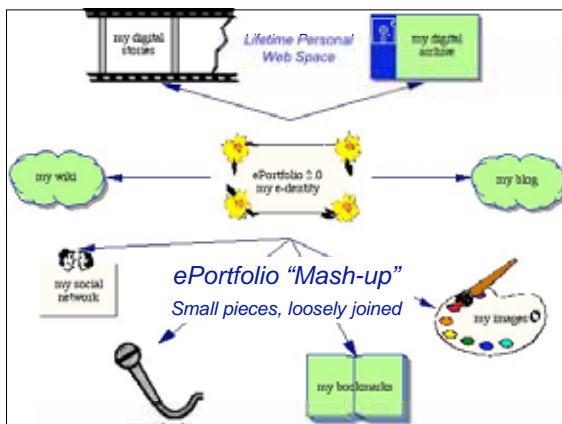 my digital
stories
Lifetime Personal
Web Space
my digital
archive
my wiki
ePortfolio 2.0
my e-dentity
my blog
my social
network
ePortfolio “Mash-up”
Small pieces, loosely joined
my images
my bookmarks